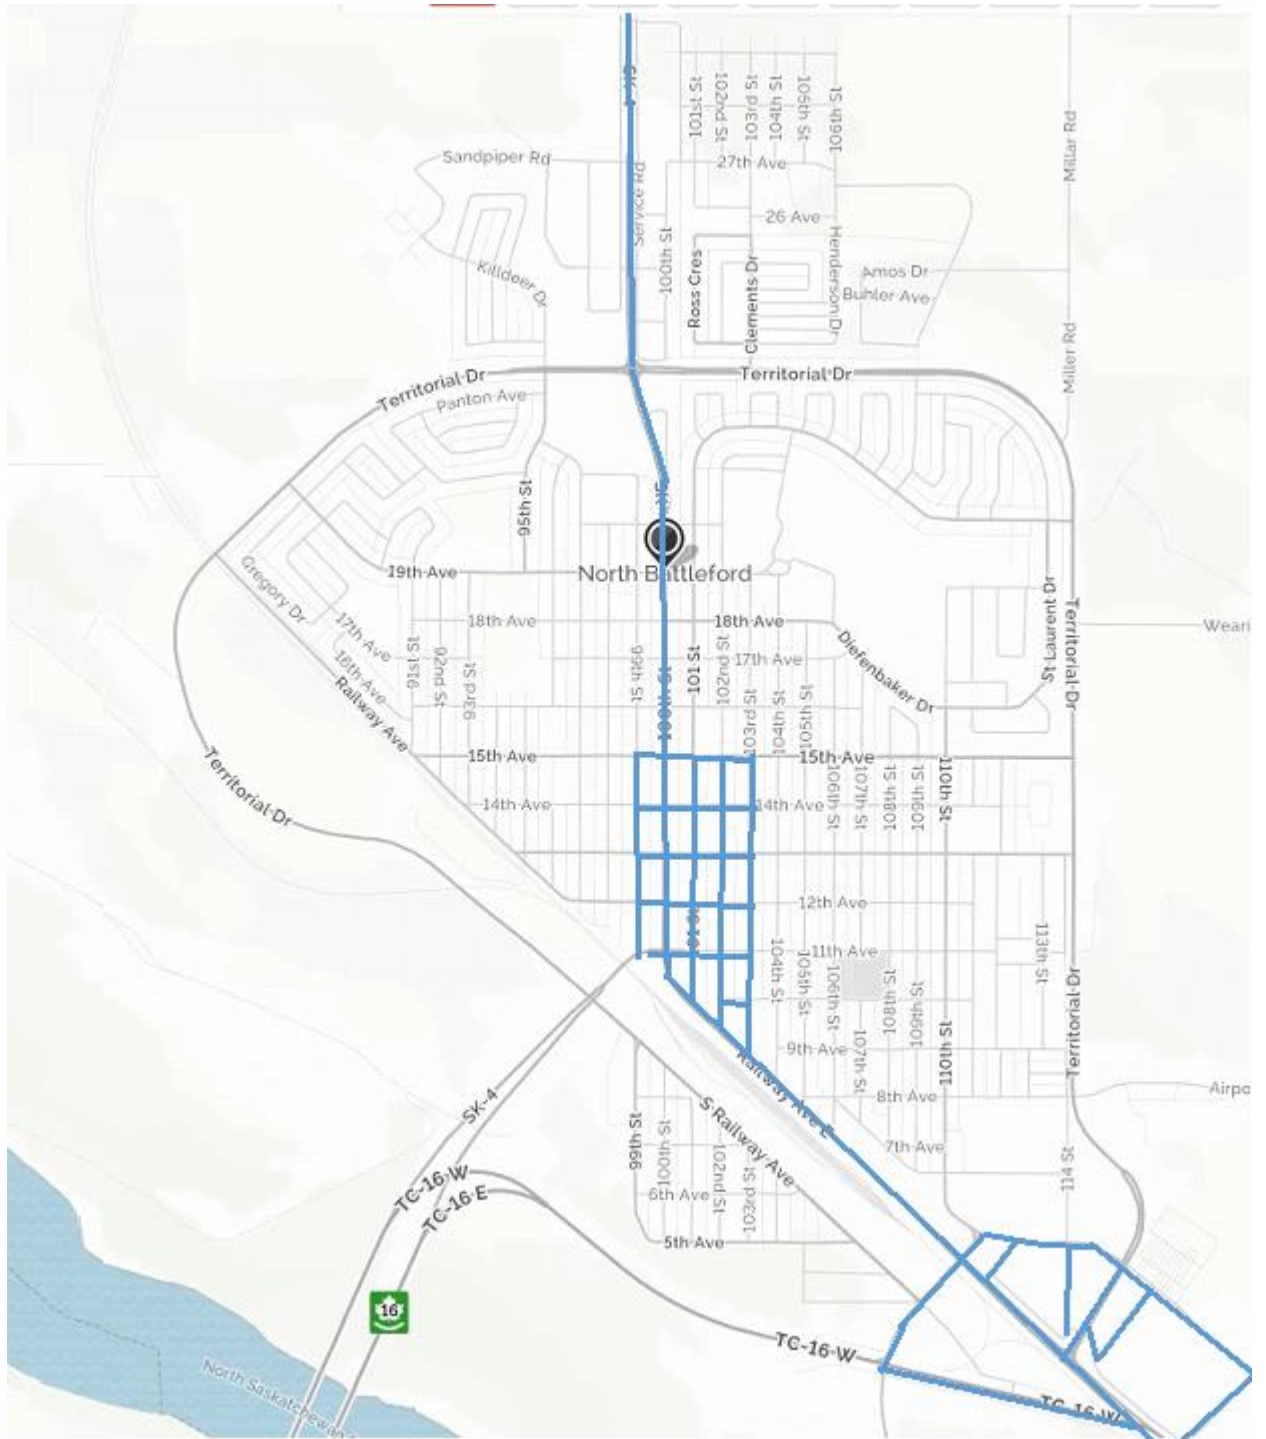 101st St
102nd St
103rd St
104th St
105th St
106th St
Millar Rd
Sandpiper Rd
27th Ave
Service Rd
26 Ave
100th St
Ross Cres
Clements Dr
Henderson Dr
Killdeer Dr
Amos Dr
Buhler Ave
Miller Rd
Territorial Dr
Territorial Dr
Panton Ave
95th St
North Battleford
19th Ave
Gregory Dr
18th Ave
18th Ave
17th Ave
16th Ave
91st St
92nd St
93rd St
99th St
100th St
101 St
102nd St
17th Ave
Diefenbaker Dr
St Laurent Dr
Territorial Dr
Weari
Railway Ave
103rd St
104th St
105th St
15th Ave
15th Ave
Territorial Dr
14th Ave
14th Ave
106th St
107th St
108th St
109th St
110th St
12th Ave
11th Ave
104th St
105th St
106th St
108th St
109th St
113th St
Territorial Dr
9th Ave
107th St
110th St
Railway Ave E
8th Ave
Airpo
SK-4
S Railway Ave
7th Ave
99th St
100th St
102nd St
103rd St
114 St
TC-16 W
TC-16 E
6th Ave
5th Ave
16
TC-16 W
North Saskatchewan
TC-16 W